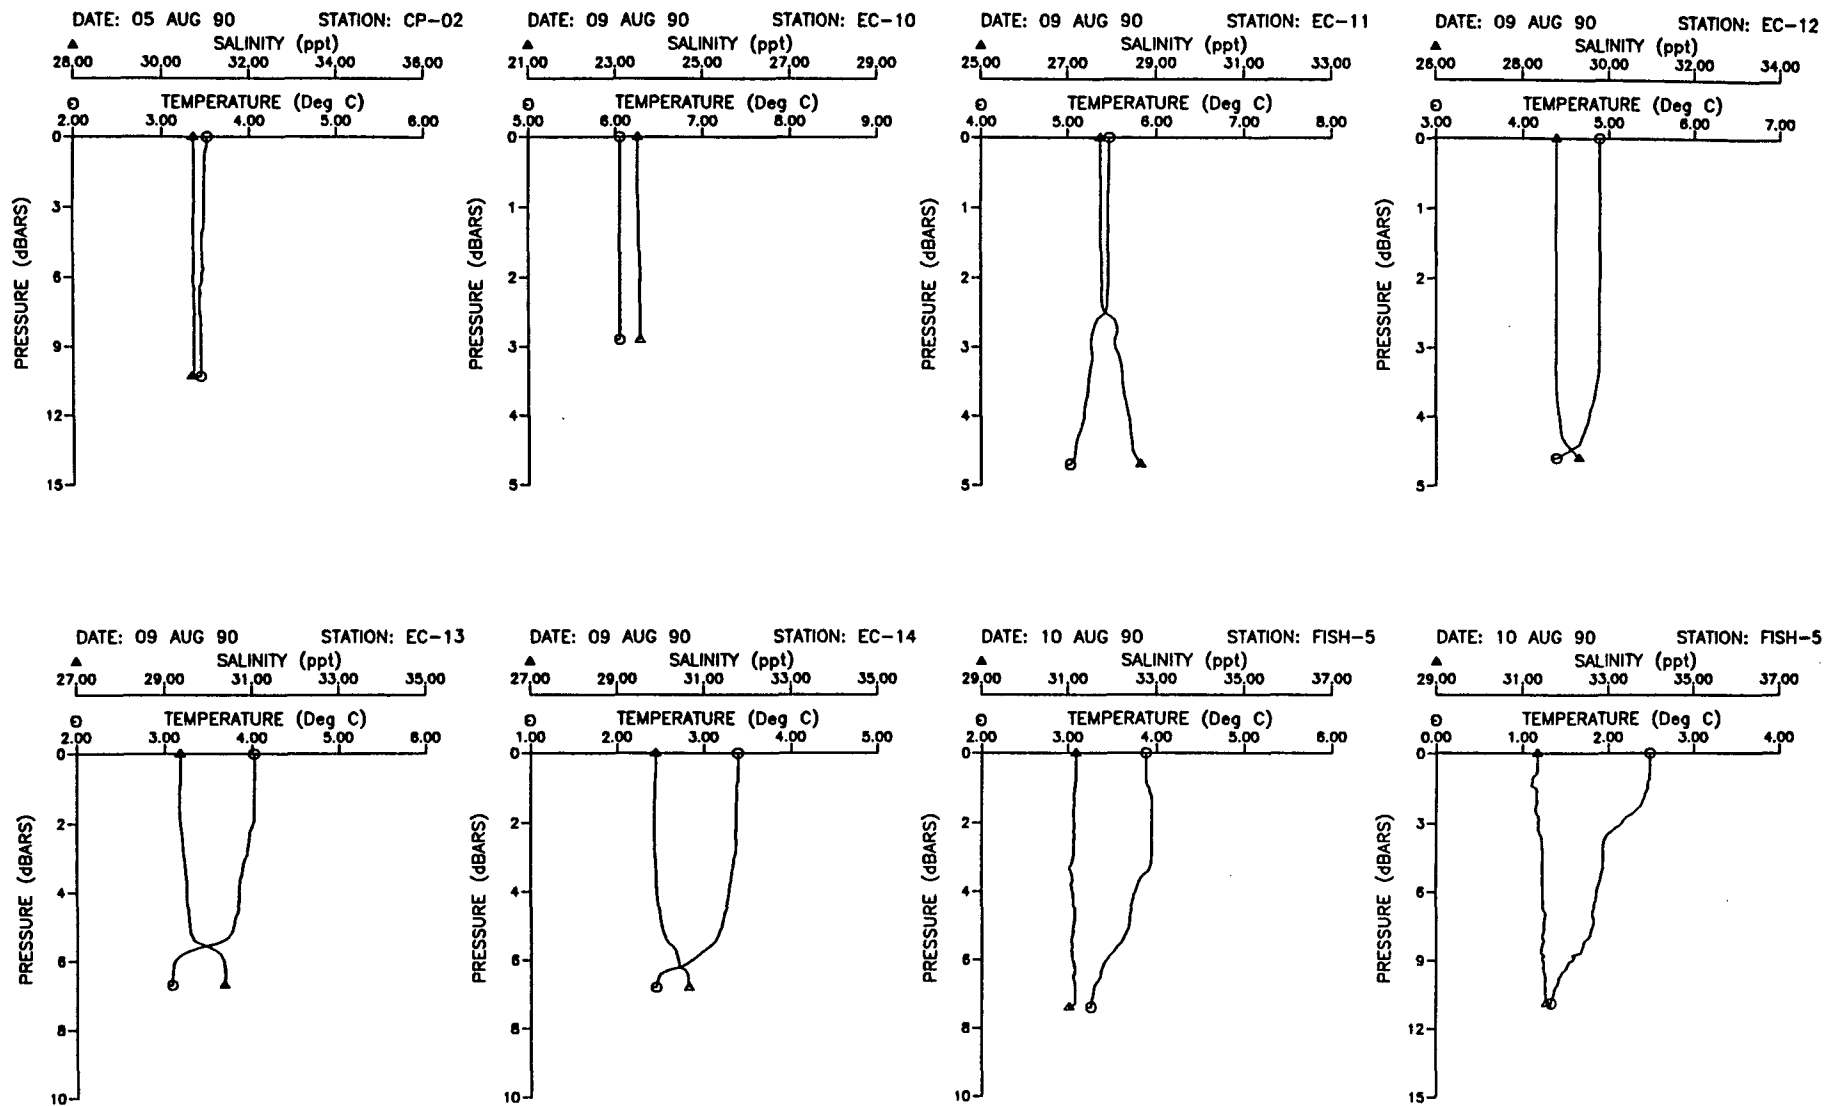 DATE: 05 AUG 90 STATION: CP-02
SALINITY (ppt)
28.00 30.00 32.00 34.00 36.00
TEMPERATURE (Deg C)
2.00 3.00 4.00 5.00 6.00
PRESSURE (dBARS)
0
3
6
9
12
15
DATE: 09 AUG 90 STATION: EC-10
SALINITY (ppt)
21.00 23.00 25.00 27.00 29.00
TEMPERATURE (Deg C)
5.00 6.00 7.00 8.00 9.00
PRESSURE (dBARS)
0
1
2
3
4
5
DATE: 09 AUG 90 STATION: EC-11
SALINITY (ppt)
25.00 27.00 29.00 31.00 33.00
TEMPERATURE (Deg C)
4.00 5.00 6.00 7.00 8.00
PRESSURE (dBARS)
0
1
2
3
4
5
DATE: 09 AUG 90 STATION: EC-12
SALINITY (ppt)
26.00 28.00 30.00 32.00 34.00
TEMPERATURE (Deg C)
3.00 4.00 5.00 6.00 7.00
PRESSURE (dBARS)
0
1
2
3
4
5
DATE: 09 AUG 90 STATION: EC-13
SALINITY (ppt)
27.00 29.00 31.00 33.00 35.00
TEMPERATURE (Deg C)
2.00 3.00 4.00 5.00 6.00
PRESSURE (dBARS)
0
2
4
6
8
10
DATE: 09 AUG 90 STATION: EC-14
SALINITY (ppt)
27.00 29.00 31.00 33.00 35.00
TEMPERATURE (Deg C)
1.00 2.00 3.00 4.00 5.00
PRESSURE (dBARS)
0
2
4
6
8
10
DATE: 10 AUG 90 STATION: FISH-5
SALINITY (ppt)
29.00 31.00 33.00 35.00 37.00
TEMPERATURE (Deg C)
2.00 3.00 4.00 5.00 6.00
PRESSURE (dBARS)
0
2
4
6
8
10
DATE: 10 AUG 90 STATION: FISH-5
SALINITY (ppt)
29.00 31.00 33.00 35.00 37.00
TEMPERATURE (Deg C)
0.00 1.00 2.00 3.00 4.00
PRESSURE (dBARS)
0
3
6
9
12
15